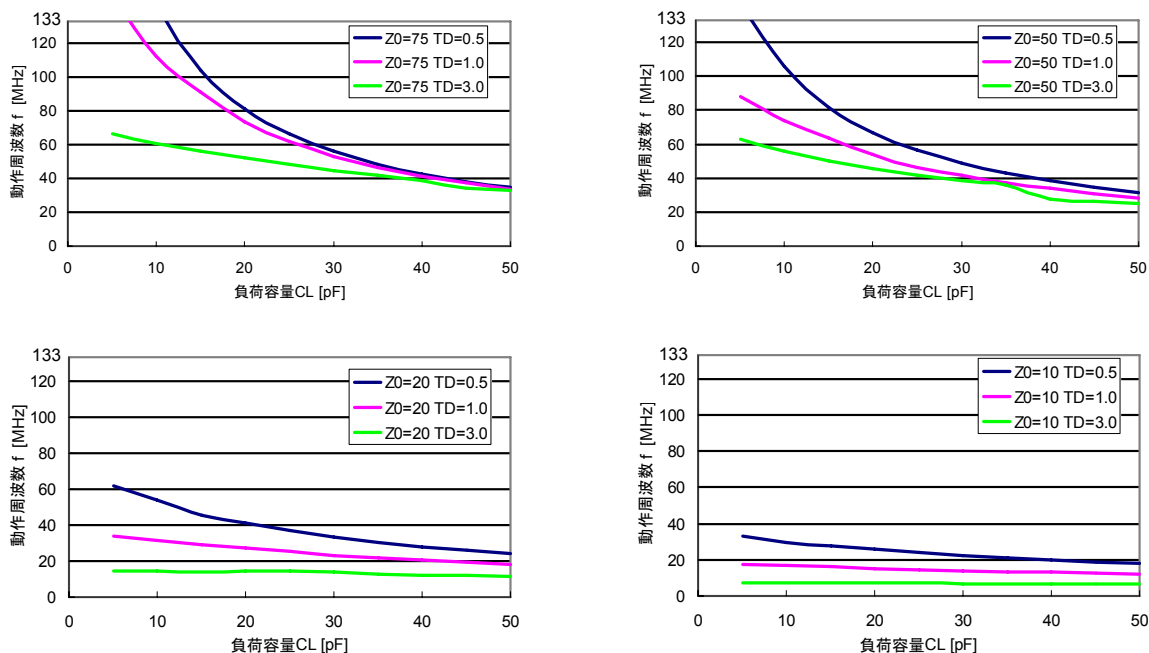 133
120
100
80
60
40
20
0
動作周波数 f [MHz]
Z0=75 TD=0.5
Z0=75 TD=1.0
Z0=75 TD=3.0
0 10 20 30 40 50
負荷容量CL [pF]
133
120
100
80
60
40
20
0
動作周波数 f [MHz]
Z0=50 TD=0.5
Z0=50 TD=1.0
Z0=50 TD=3.0
0 10 20 30 40 50
負荷容量CL [pF]
133
120
100
80
60
40
20
0
動作周波数 f [MHz]
Z0=20 TD=0.5
Z0=20 TD=1.0
Z0=20 TD=3.0
0 10 20 30 40 50
負荷容量CL [pF]
133
120
100
80
60
40
20
0
動作周波数 f [MHz]
Z0=10 TD=0.5
Z0=10 TD=1.0
Z0=10 TD=3.0
0 10 20 30 40 50
負荷容量CL [pF]